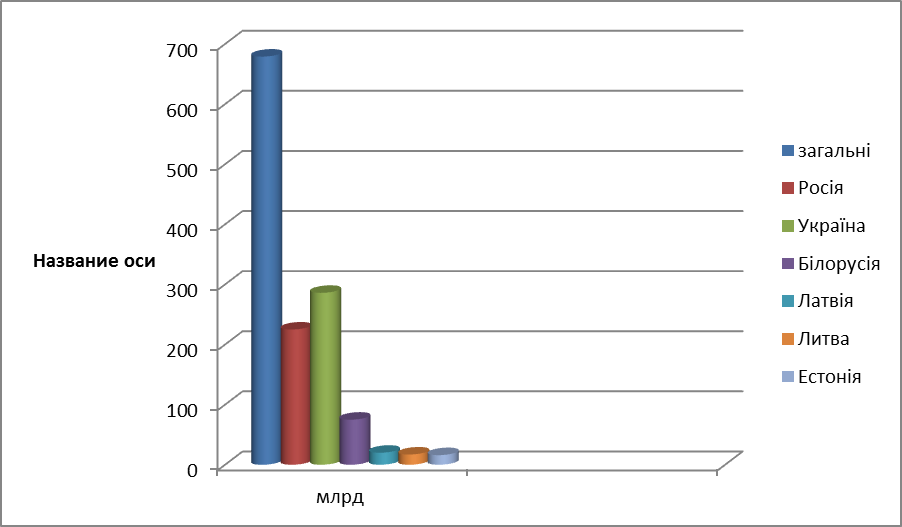 700
600
500
400
300
200
100
0
Название оси
млрд
загальні
Росія
Україна
Білорусія
Латвія
Литва
Естонія